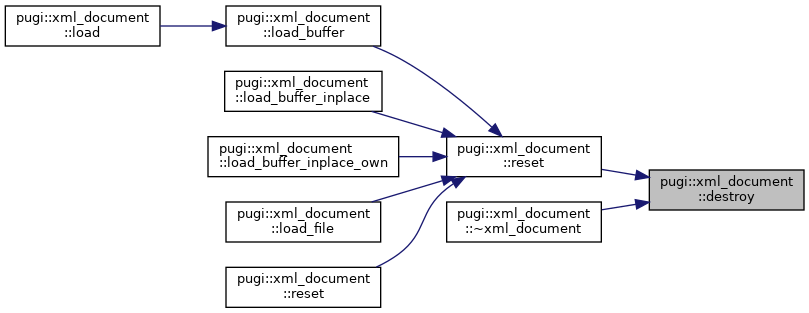 pugi::xml_document
::load
pugi::xml_document
::load_buffer
pugi::xml_document
::load_buffer_inplace
pugi::xml_document
::load_buffer_inplace_own
pugi::xml_document
::load_file
pugi::xml_document
::reset
pugi::xml_document
::reset
pugi::xml_document
::~xml_document
pugi::xml_document
::destroy